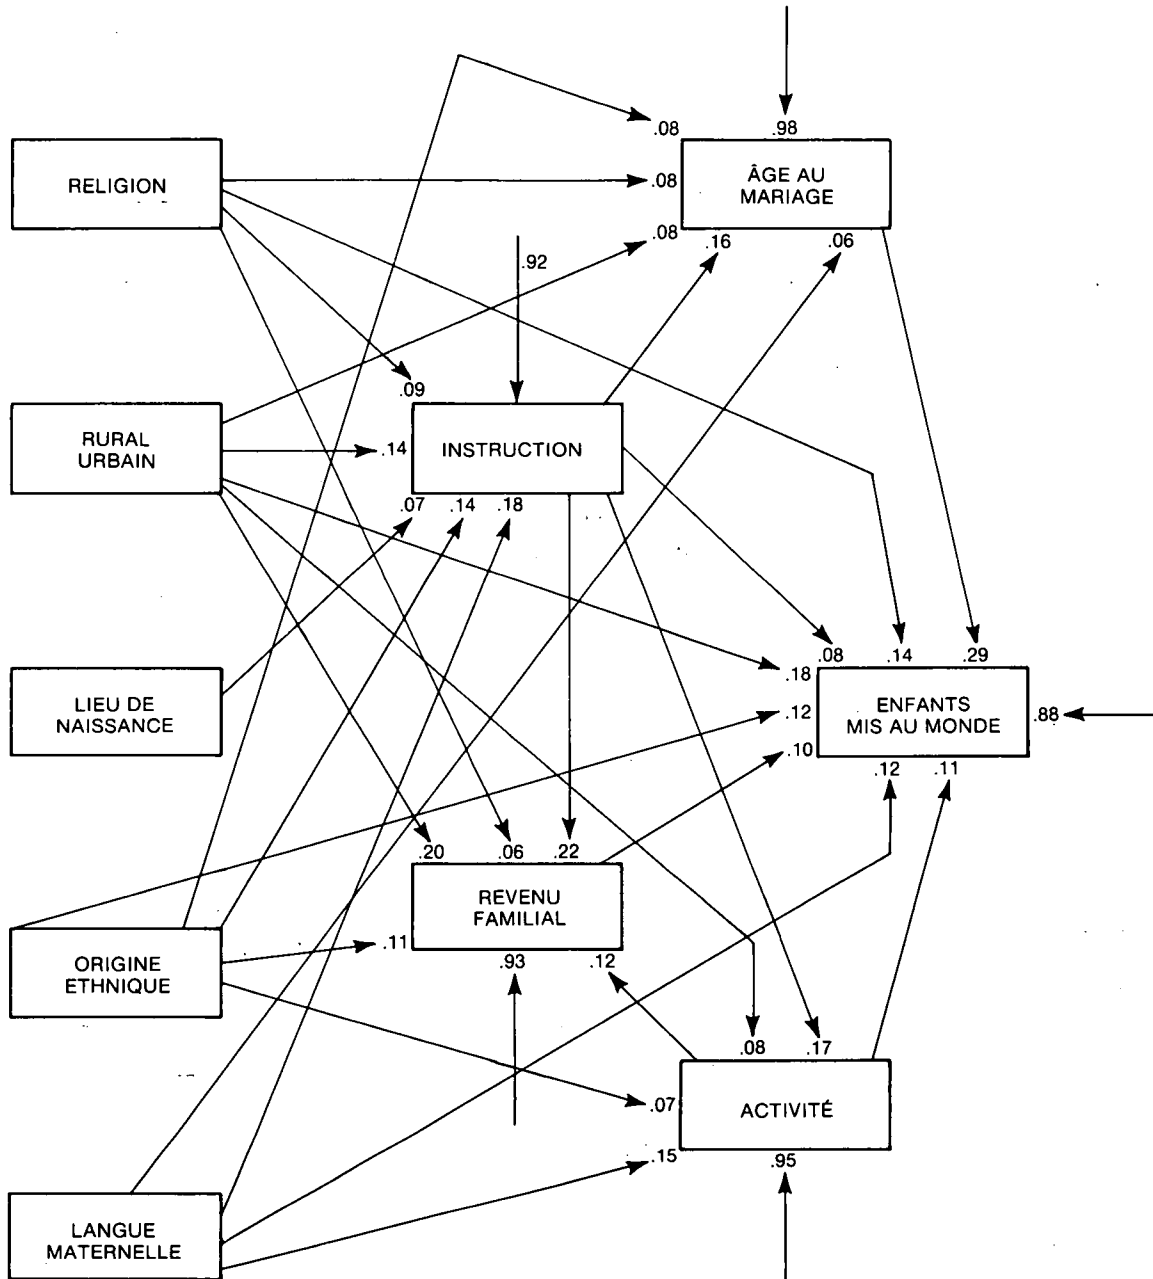 .08
.98
RELIGION
.08
ÂGE AU
MARIAGE
.08
.16
.06
.92
.09
RURAL
URBAIN
.14
INSTRUCTION
.07
.14
.18
.08
.14
.29
.18
LIEU DE
NAISSANCE
.12
ENFANTS
MIS AU MONDE
.88
.10
.12
.11
.20
.06
.22
REVENU
FAMILIAL
.11
.93
.12
ORIGINE
ETHNIQUE
.08
.17
.07
ACTIVITÉ
.15
.95
LANGUE
MATERNELLE